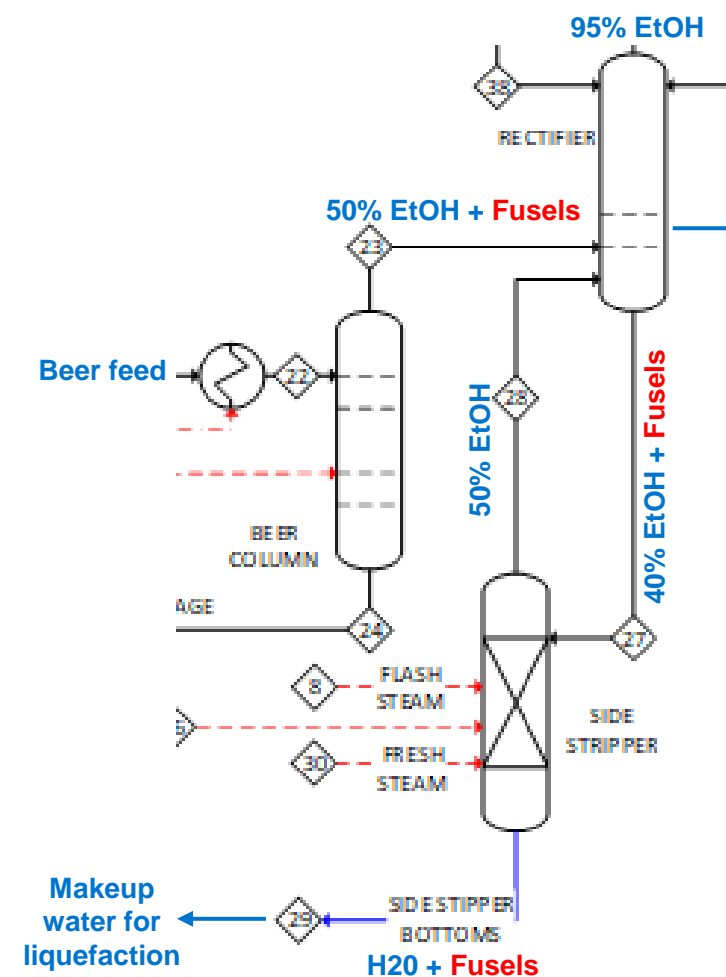 95% EtOH
38
RECTIFIER
50% EtOH + Fusels
23
Beer feed
22
28
50% EtOH
40% EtOH + Fusels
BEER
COLUMN
AGE
24
27
8
FLASH
STEAM
SIDE
STRIPPER
30
FRESH
STEAM
Makeup
water for
liquefaction
29
SIDE STIPPER
BOTTOMS
H20 + Fusels